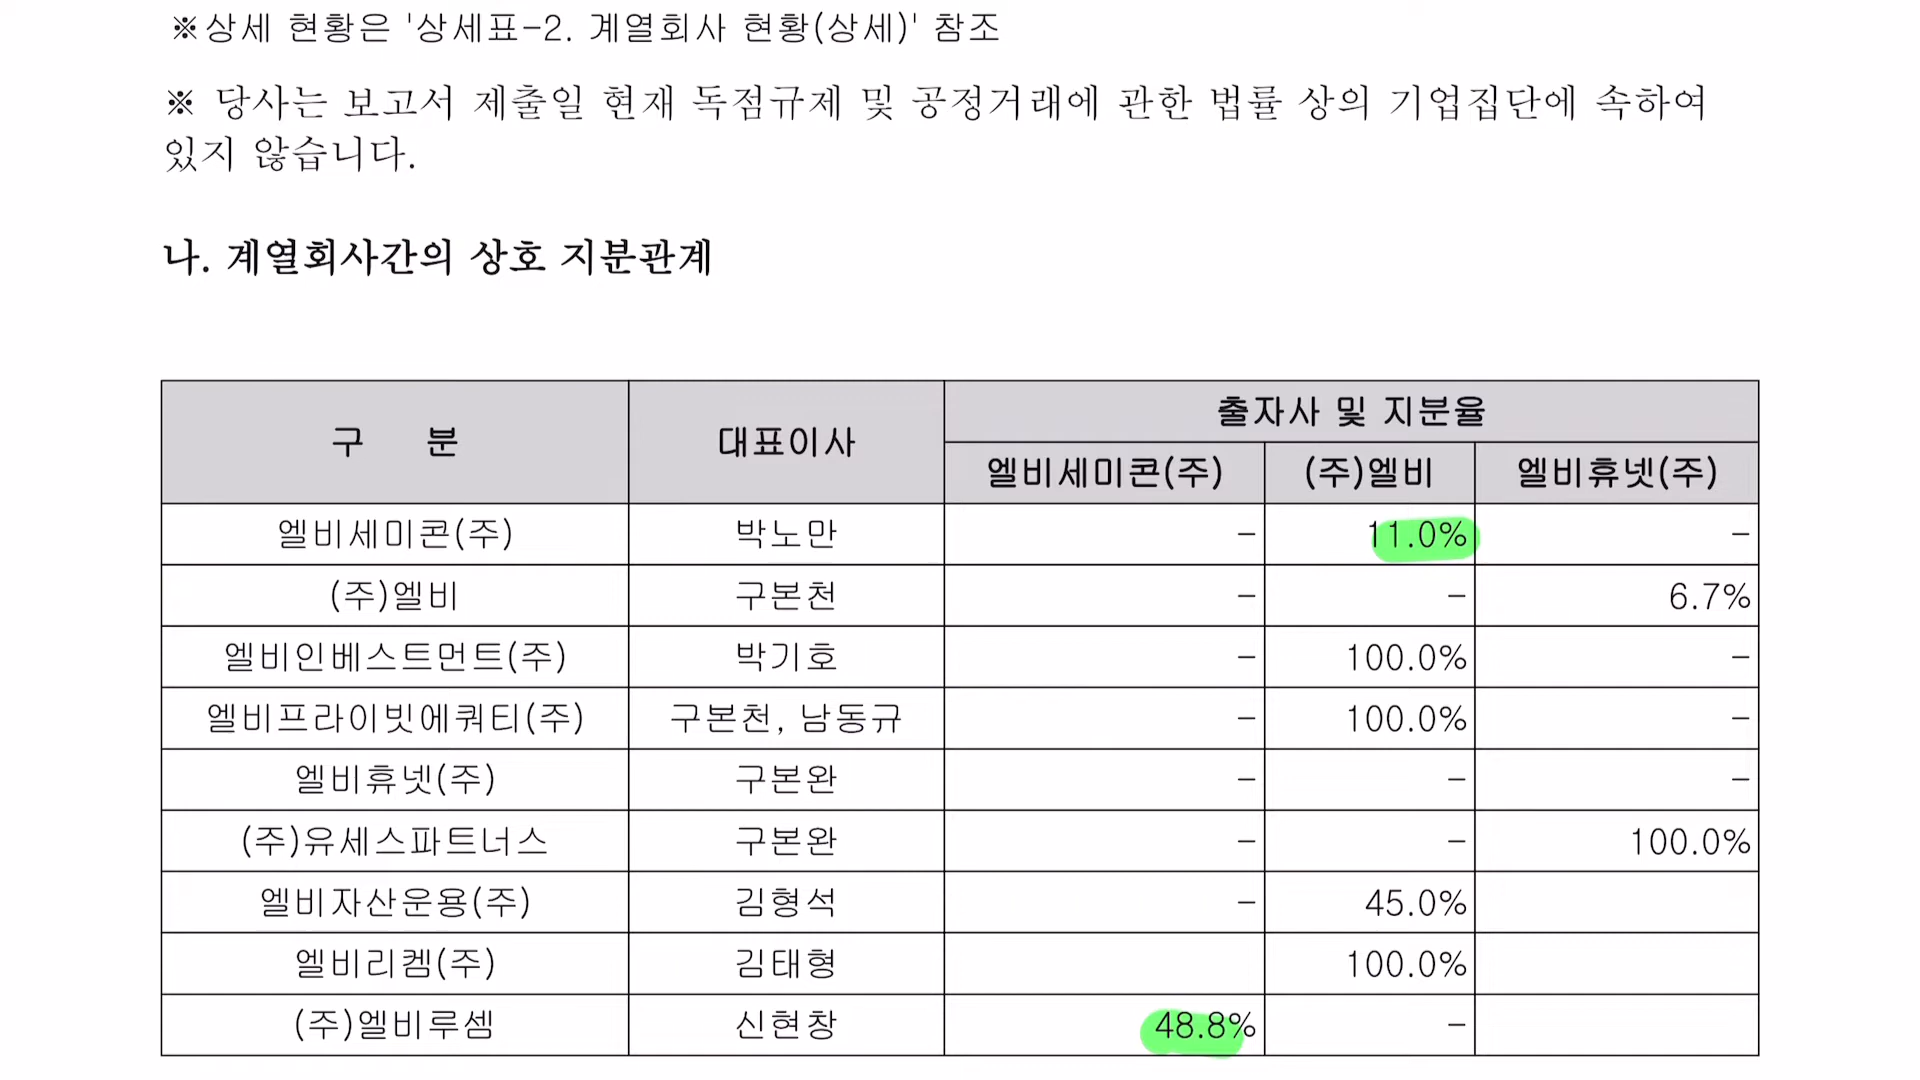 ※상세 현황은 '상세표-2. 계열회사 현황(상세)' 참조
※ 당사는 보고서 제출일 현재 독점규제 및 공정거래에 관한 법률 상의 기업집단에 속하여
있지 않습니다.
나. 계열회사간의 상호 지분관계
구 분 대표이사 출자사 및 지분율
엘비세미콘(주) (주)엘비 엘비휴넷(주)
엘비세미콘(주) 박노만 - 11.0% -
(주)엘비 구본천 - - 6.7%
엘비인베스트먼트(주) 박기호 - 100.0% -
엘비프라이빗에쿼티(주) 구본천, 남동규 - 100.0% -
엘비휴넷(주) 구본완 - - -
(주)유세스파트너스 구본완 - - 100.0%
엘비자산운용(주) 김형석 - 45.0%
엘비리켐(주) 김태형 100.0%
(주)엘비루셈 신현창 48.8% -